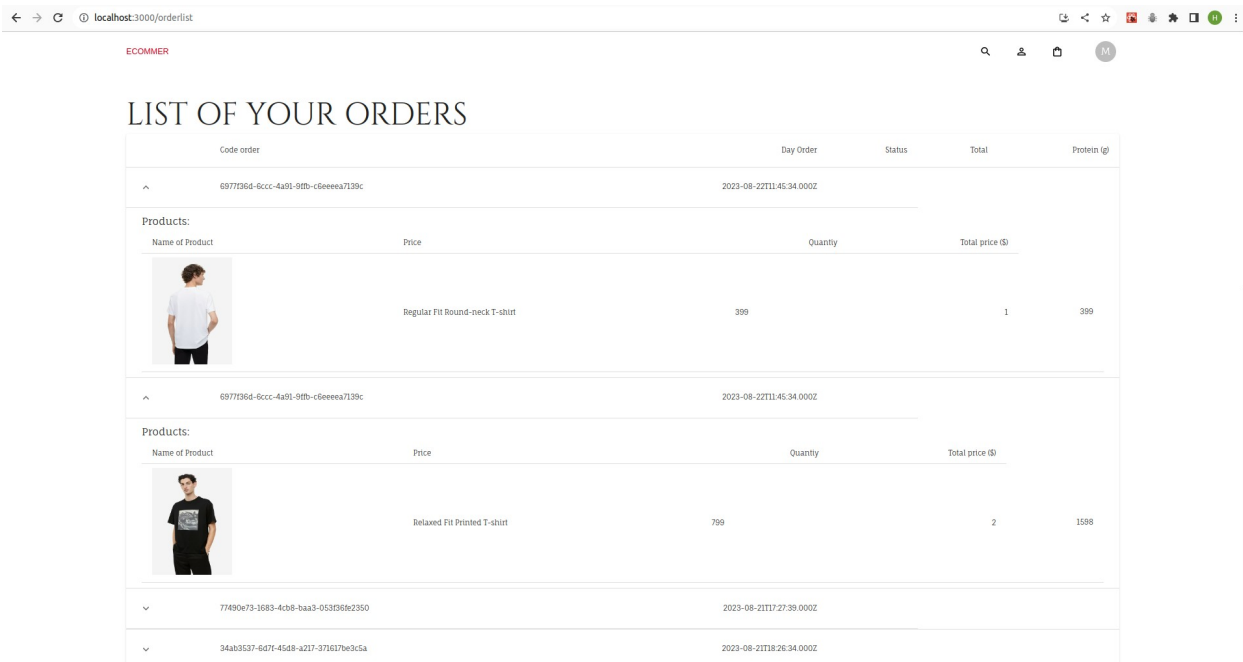 localhost:3000/orderlist
H
ECOMMER
M
LIST OF YOUR ORDERS
Code order Day Order Status Total Protein (g)
6977f36d-6ccc-4a91-9ffb-c6eeeea7139c 2023-08-22T11:45:34.000Z
Products:
Name of Product Price Quantiy Total price ($)
Regular Fit Round-neck T-shirt 399 1 399
6977f36d-6ccc-4a91-9ffb-c6eeeea7139c 2023-08-22T11:45:34.000Z
Products:
Name of Product Price Quantiy Total price ($)
Relaxed Fit Printed T-shirt 799 2 1598
77490e73-1683-4cb8-baa3-053f36fe2350 2023-08-21T17:27:39.000Z
34ab3537-6d7f-45d8-a217-371617be3c5a 2023-08-21T18:26:34.000Z